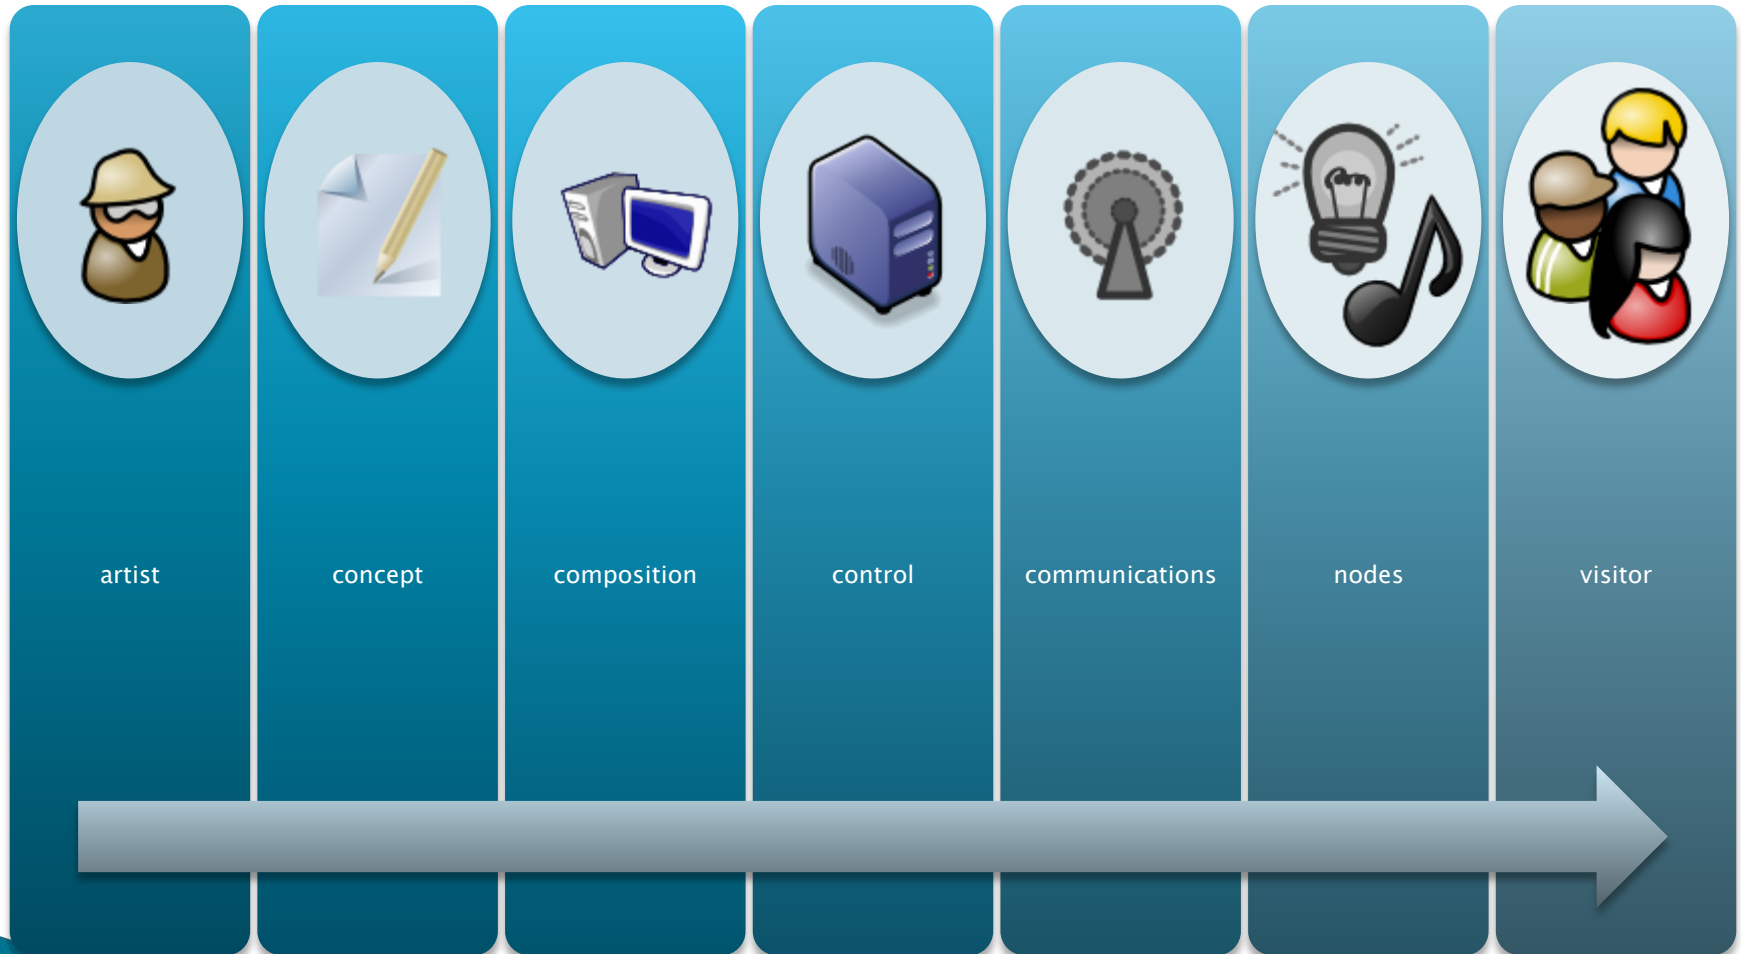 artist
concept
composition
control
communications
nodes
visitor